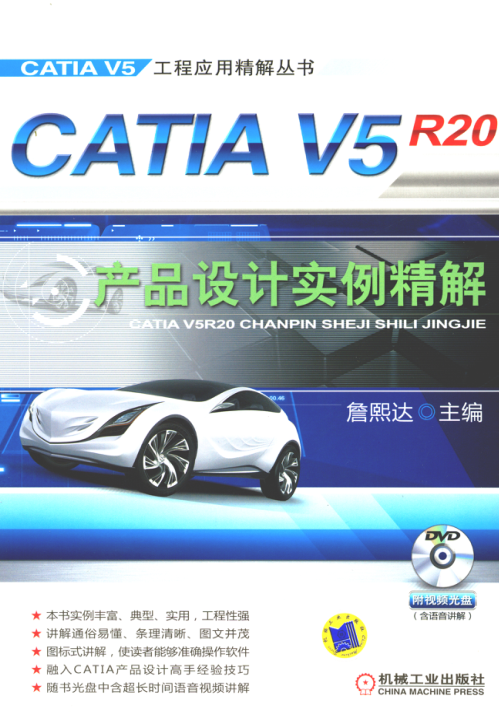 CATIA V5 工程应用精解丛书
CATIA V5 R20
产品设计实例精解
CATIA V5R20 CHANPIN SHEJI SHILI JINGJIE
詹熙达◎主编
DVD
附视频光盘
(含语音讲解)
★ 本书实例丰富、典型、实用,工程性强
★ 讲解通俗易懂、条理清晰、图文并茂
★ 图标式讲解,使读者能够准确操作软件
★ 融入CATIA产品设计高手经验技巧
★ 随书光盘中含超长时间语音视频讲解
机械工业出版社
CHINA MACHINE PRESS